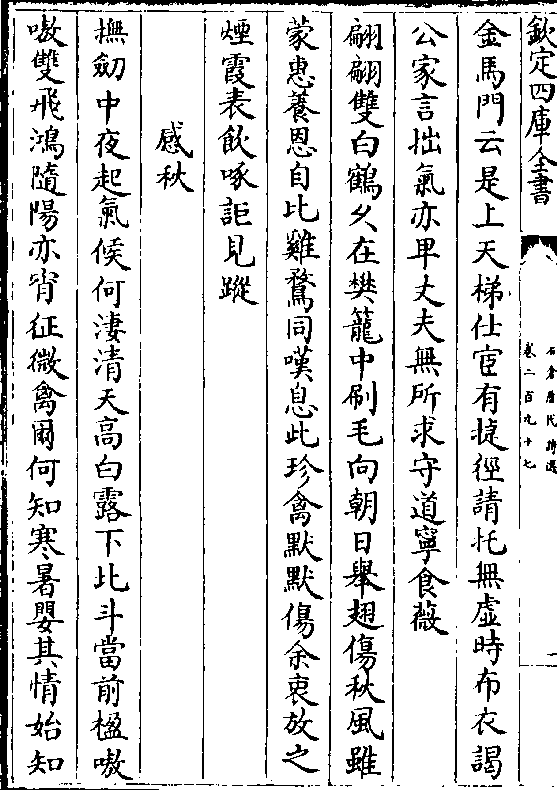 欽定四庫全書
石倉歷代詩選
卷二百九十七
金馬門云是上天梯仕宦有捷徑請托無虛時布衣謁
公家言拙氣亦卑丈夫無所求守道寧食薇
翩翩雙白鶴久在樊籠中刷毛向朝日舉翅傷秋風雖
蒙惠養恩自比雞鶩同嘆息此珍禽默默傷余衷放之
煙霞表飲啄詎見蹤
感秋
撫劒中夜起氣候何淒清天高白露下北斗當前楹嗷
嗷雙飛鴻隨陽亦宵征微禽爾何知寒暑嬰其情始知